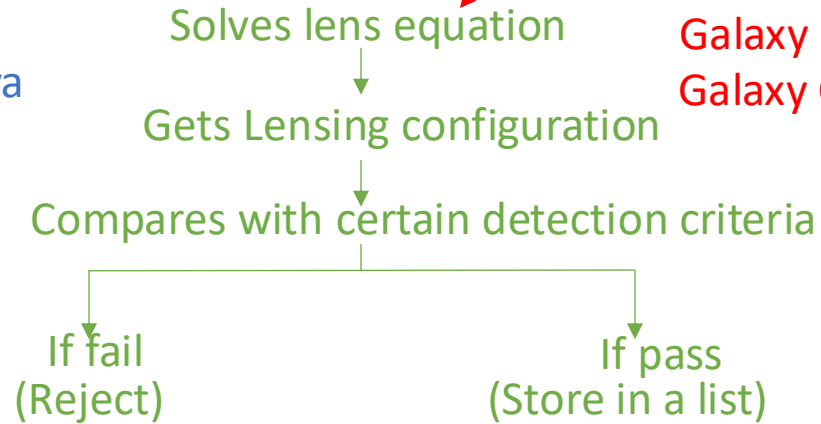 Solves lens equation
Galaxy
Galaxy
Gets Lensing configuration
Compares with certain detection criteria
If fail
(Reject)
If pass
(Store in a list)